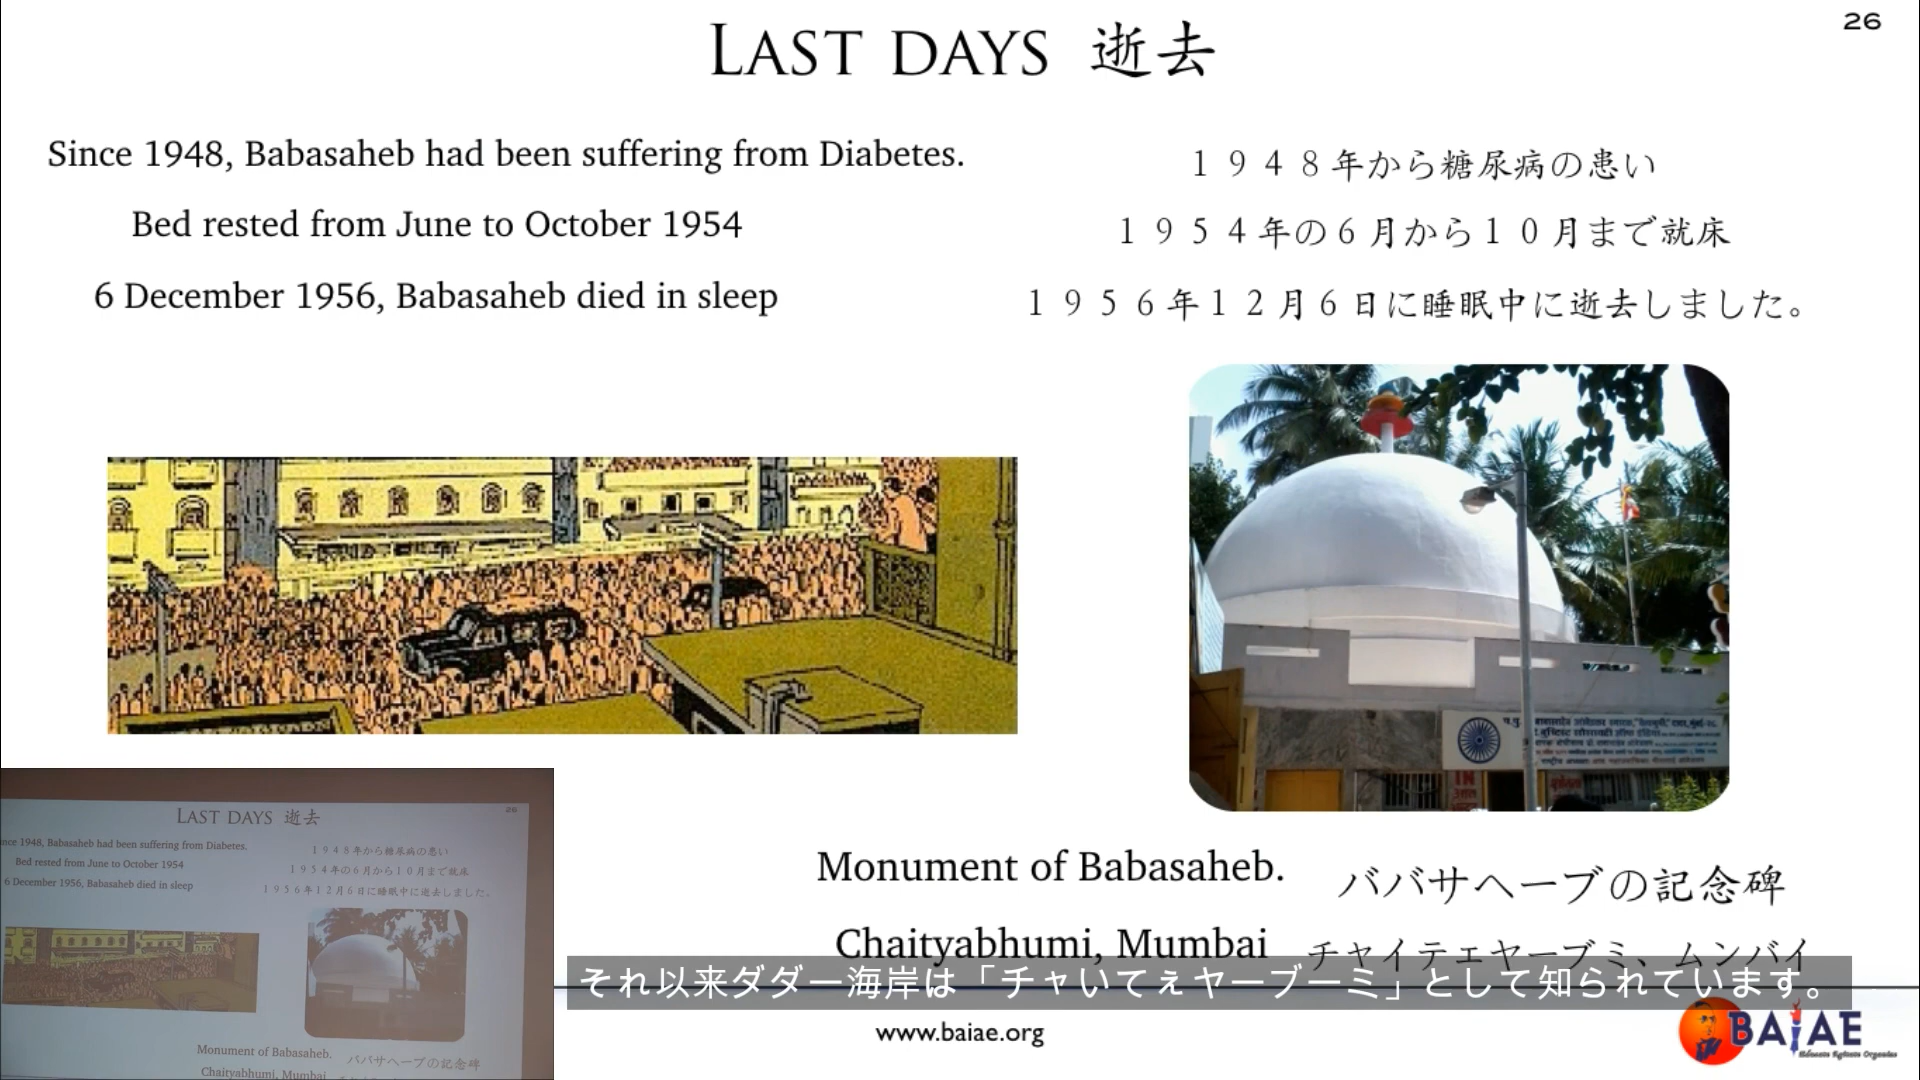 LAST DAYS 逝去
26
Since 1948, Babasaheb had been suffering from Diabetes.
Bed rested from June to October 1954
6 December 1956, Babasaheb died in sleep
１９４８年から糖尿病の患い
１９５４年の６月から１０月まで就床
１９５６年１２月６日に睡眠中に逝去しました。
Monument of Babasaheb.
Chaityabhumi, Mumbai
ババサヘーブの記念碑
チャイテエヤーブブミ、ムンバイ
それ以来ダダー海岸は「チャいてぇヤーブーミ」として知られています。
www.baiae.org
BAIAE
Educate Agitate Organise
LAST DAYS 逝去
26
nce 1948, Babasaheb had been suffering from Diabetes.
Bed rested from June to October 1954
6 December 1956, Babasaheb died in sleep
１９４８年から糖尿病の患い
１９５４年の６月から１０月まで就床
１９５６年１２月６日に睡眠中に逝去しました。
Monument of Babasaheb.
Chaityabhumi, Mumbai
ババサヘーブの記念碑